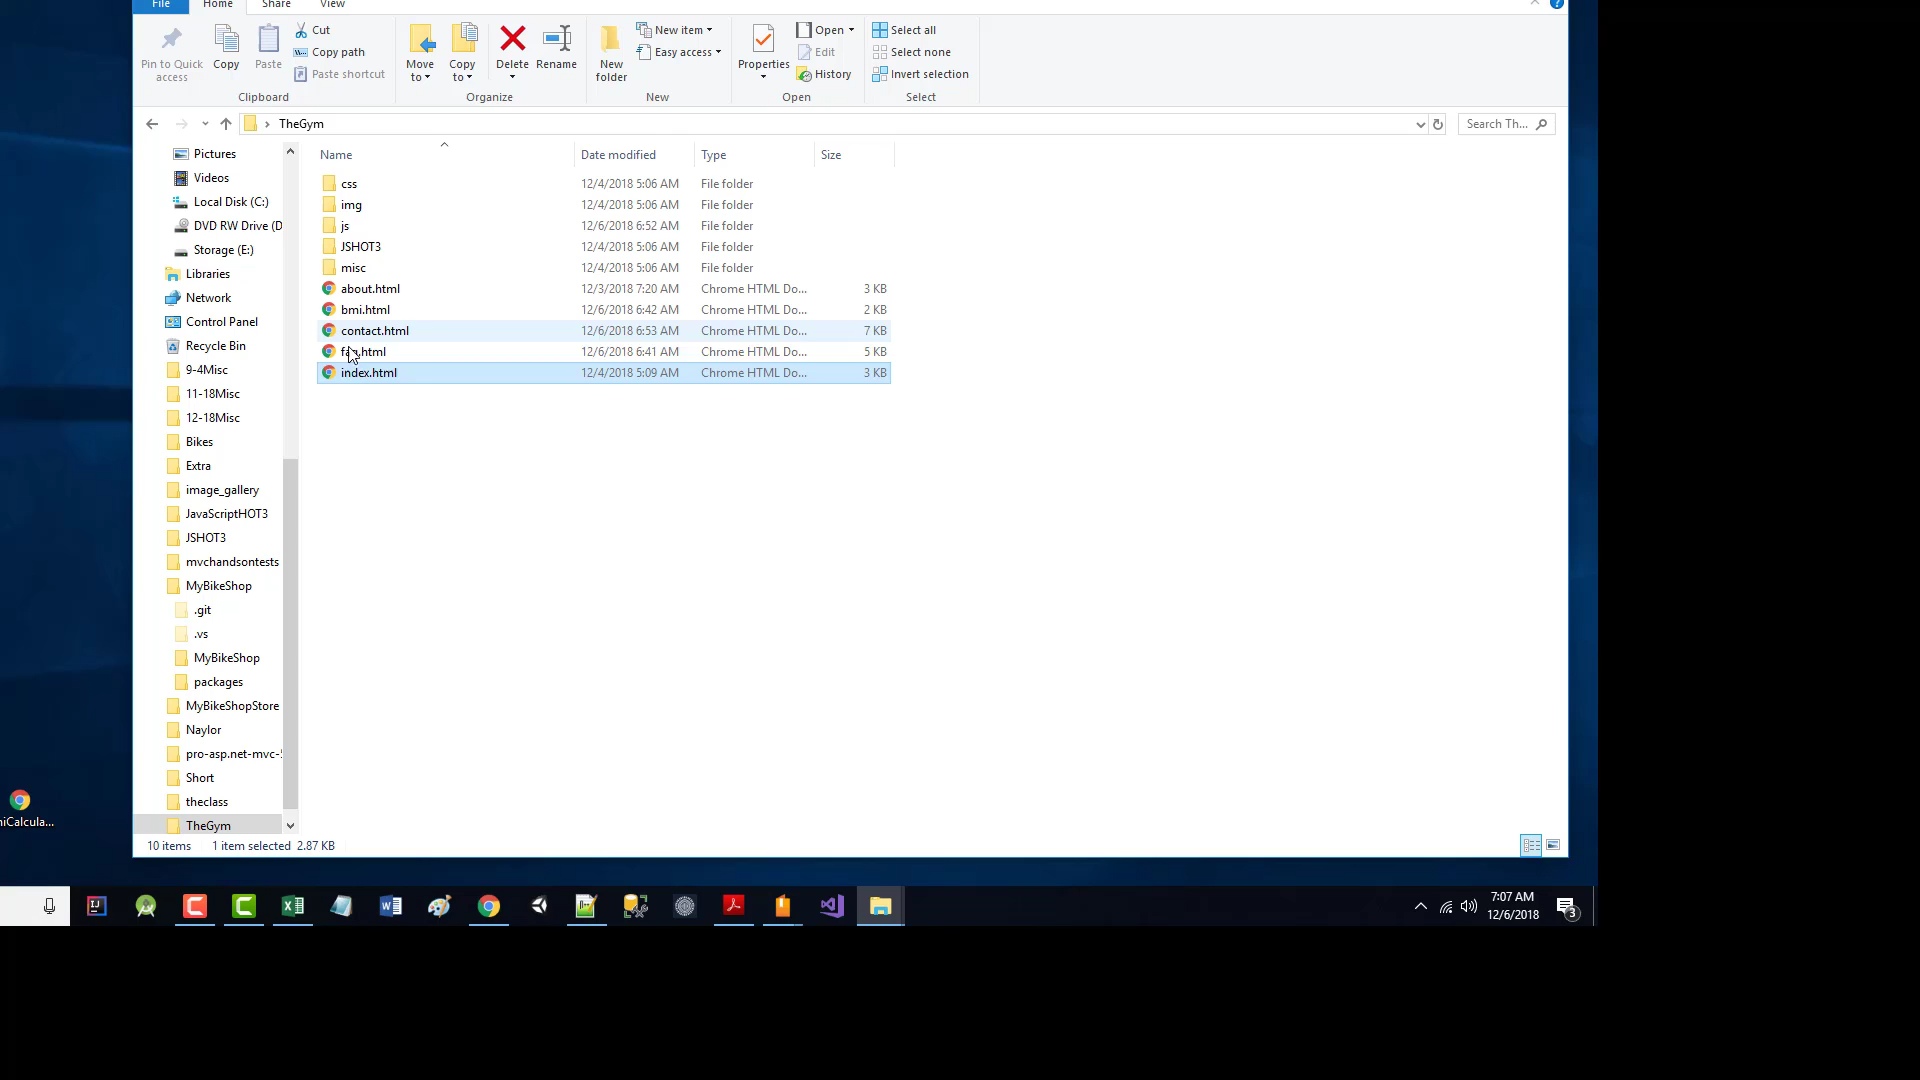 File Home Share View
Pin to Quick access
Copy
Paste
Cut
Copy path
Paste shortcut
Clipboard
Move to
Copy to
Delete
Rename
Organize
New folder
New item
Easy access
New
Properties
Open
Edit
History
Open
Select all
Select none
Invert selection
Select
TheGym
Search Th...
Pictures
Videos
Local Disk (C:)
DVD RW Drive (D
Storage (E:)
Libraries
Network
Control Panel
Recycle Bin
9-4Misc
11-18Misc
12-18Misc
Bikes
Extra
image_gallery
JavaScriptHOT3
JSHOT3
mvchandsontests
MyBikeShop
.git
.vs
MyBikeShop
packages
MyBikeShopStore
Naylor
pro-asp.net-mvc-
Short
theclass
TheGym
Name Date modified Type Size
css 12/4/2018 5:06 AM File folder
img 12/4/2018 5:06 AM File folder
js 12/6/2018 6:52 AM File folder
JSHOT3 12/4/2018 5:06 AM File folder
misc 12/4/2018 5:06 AM File folder
about.html 12/3/2018 7:20 AM Chrome HTML Do... 3 KB
bmi.html 12/6/2018 6:42 AM Chrome HTML Do... 2 KB
contact.html 12/6/2018 6:53 AM Chrome HTML Do... 7 KB
12/6/2018 6:41 AM Chrome HTML Do... 5 KB
index.html 12/4/2018 5:09 AM Chrome HTML Do... 3 KB
10 items 1 item selected 2.87 KB
niCalcula...
7:07 AM
12/6/2018
3